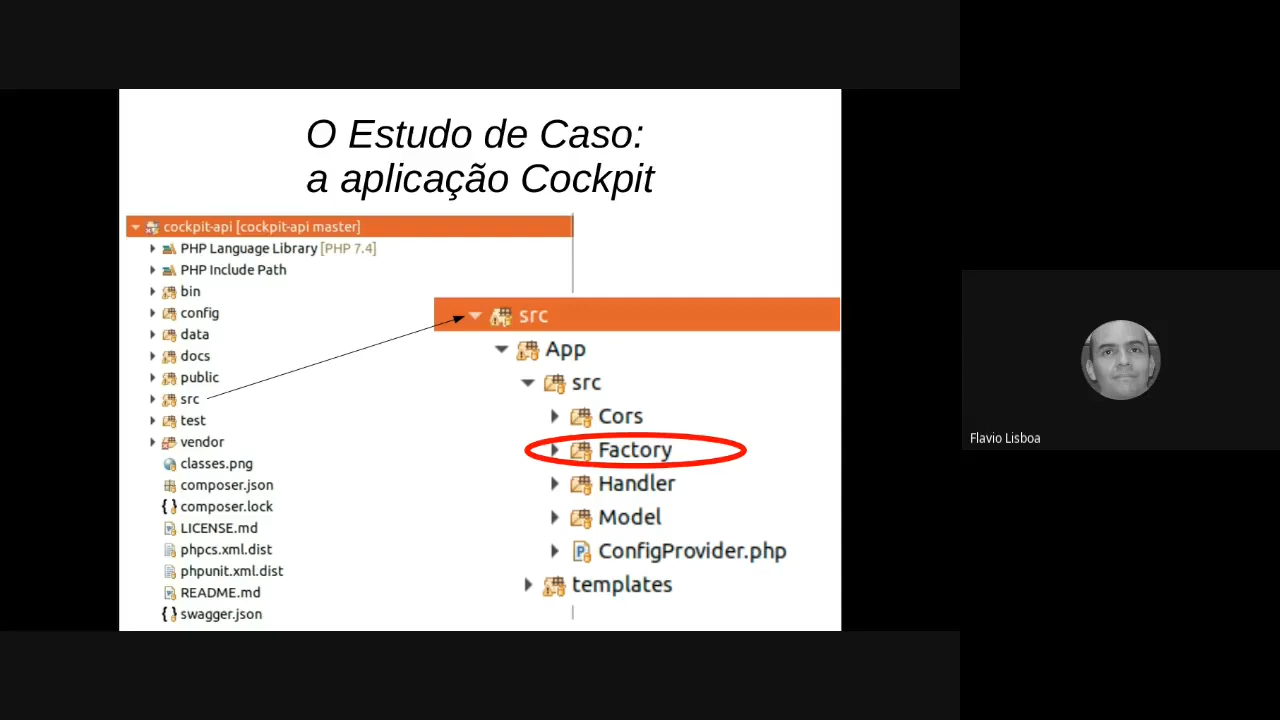 O Estudo de Caso:
a aplicação Cockpit
cockpit-api [cockpit-api master]
PHP Language Library [PHP 7.4]
PHP Include Path
bin
config
data
docs
public
src
test
vendor
classes.png
composer.json
composer.lock
LICENSE.md
phpcs.xml.dist
phpunit.xml.dist
README.md
swagger.json
src
App
src
Cors
Factory
Handler
Model
ConfigProvider.php
templates
Flavio Lisboa